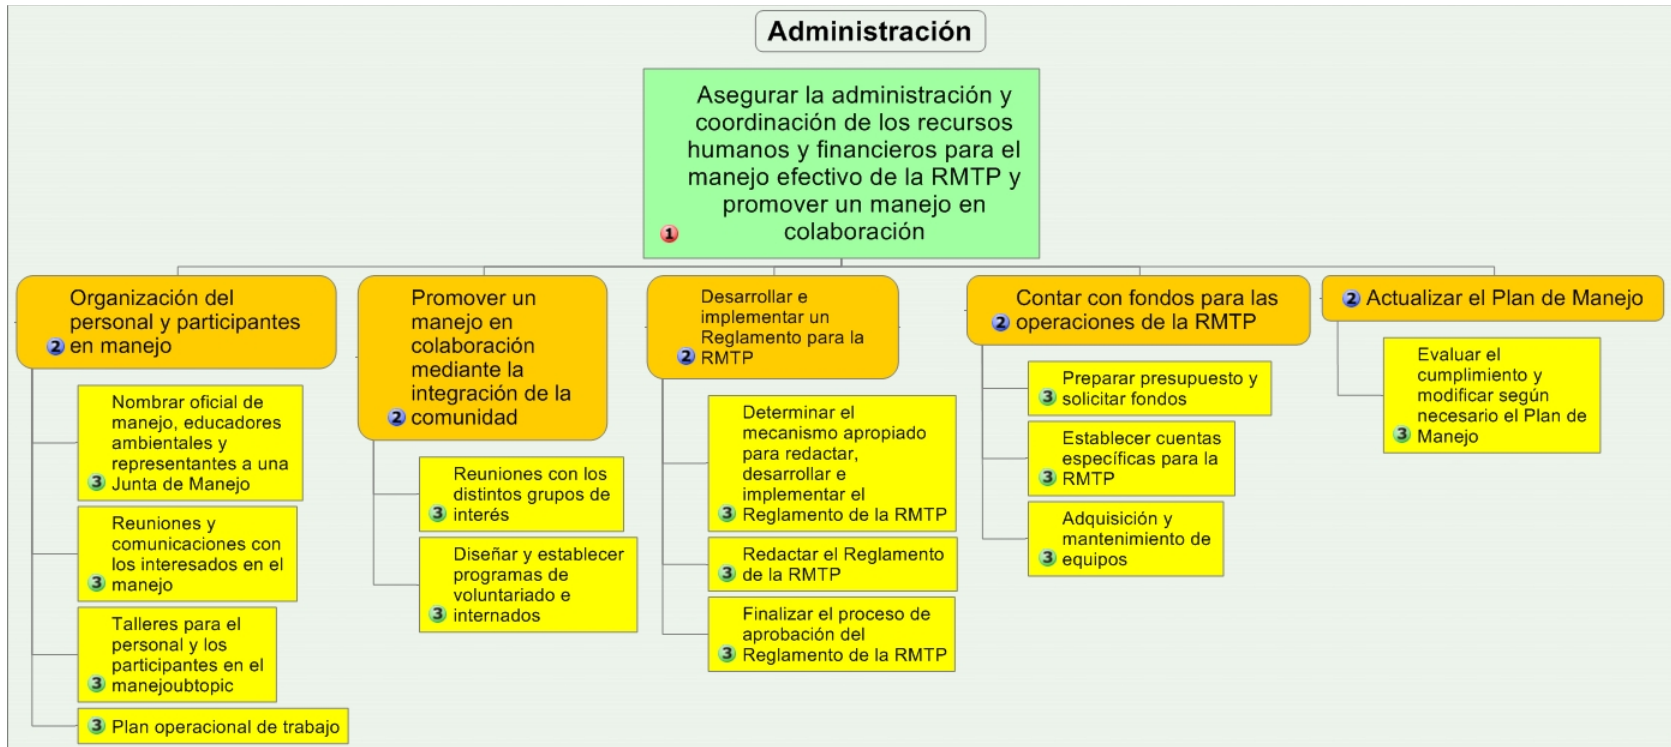 Administración
Asegurar la administración y
coordinación de los recursos
humanos y financieros para el
manejo efectivo de la RMTP y
promover un manejo en
1 colaboración
Organización del
personal y participantes
2 en manejo
Nombrar oficial de
manejo, educadores
ambientales y
representantes a una
3 Junta de Manejo
Reuniones y
comunicaciones con
los interesados en el
3 manejo
Talleres para el
personal y los
participantes en el
3 manejoubtopic
3 Plan operacional de trabajo
Promover un
manejo en
colaboración
mediante la
integración de la
2 comunidad
Reuniones con los
distintos grupos de
3 interés
Diseñar y establecer
programas de
voluntariado e
3 internados
Desarrollar e
implementar un
Reglamento para la
2 RMTP
Determinar el
mecanismo apropiado
para redactar,
desarrollar e
implementar el
3 Reglamento de la RMTP
Redactar el Reglamento
3 de la RMTP
Finalizar el proceso de
aprobación del
3 Reglamento de la RMTP
Contar con fondos para las
2 operaciones de la RMTP
Preparar presupuesto y
3 solicitar fondos
Establecer cuentas
específicas para la
3 RMTP
Adquisición y
mantenimiento de
3 equipos
2 Actualizar el Plan de Manejo
Evaluar el
cumplimiento y
modificar según
necesario el Plan de
3 Manejo